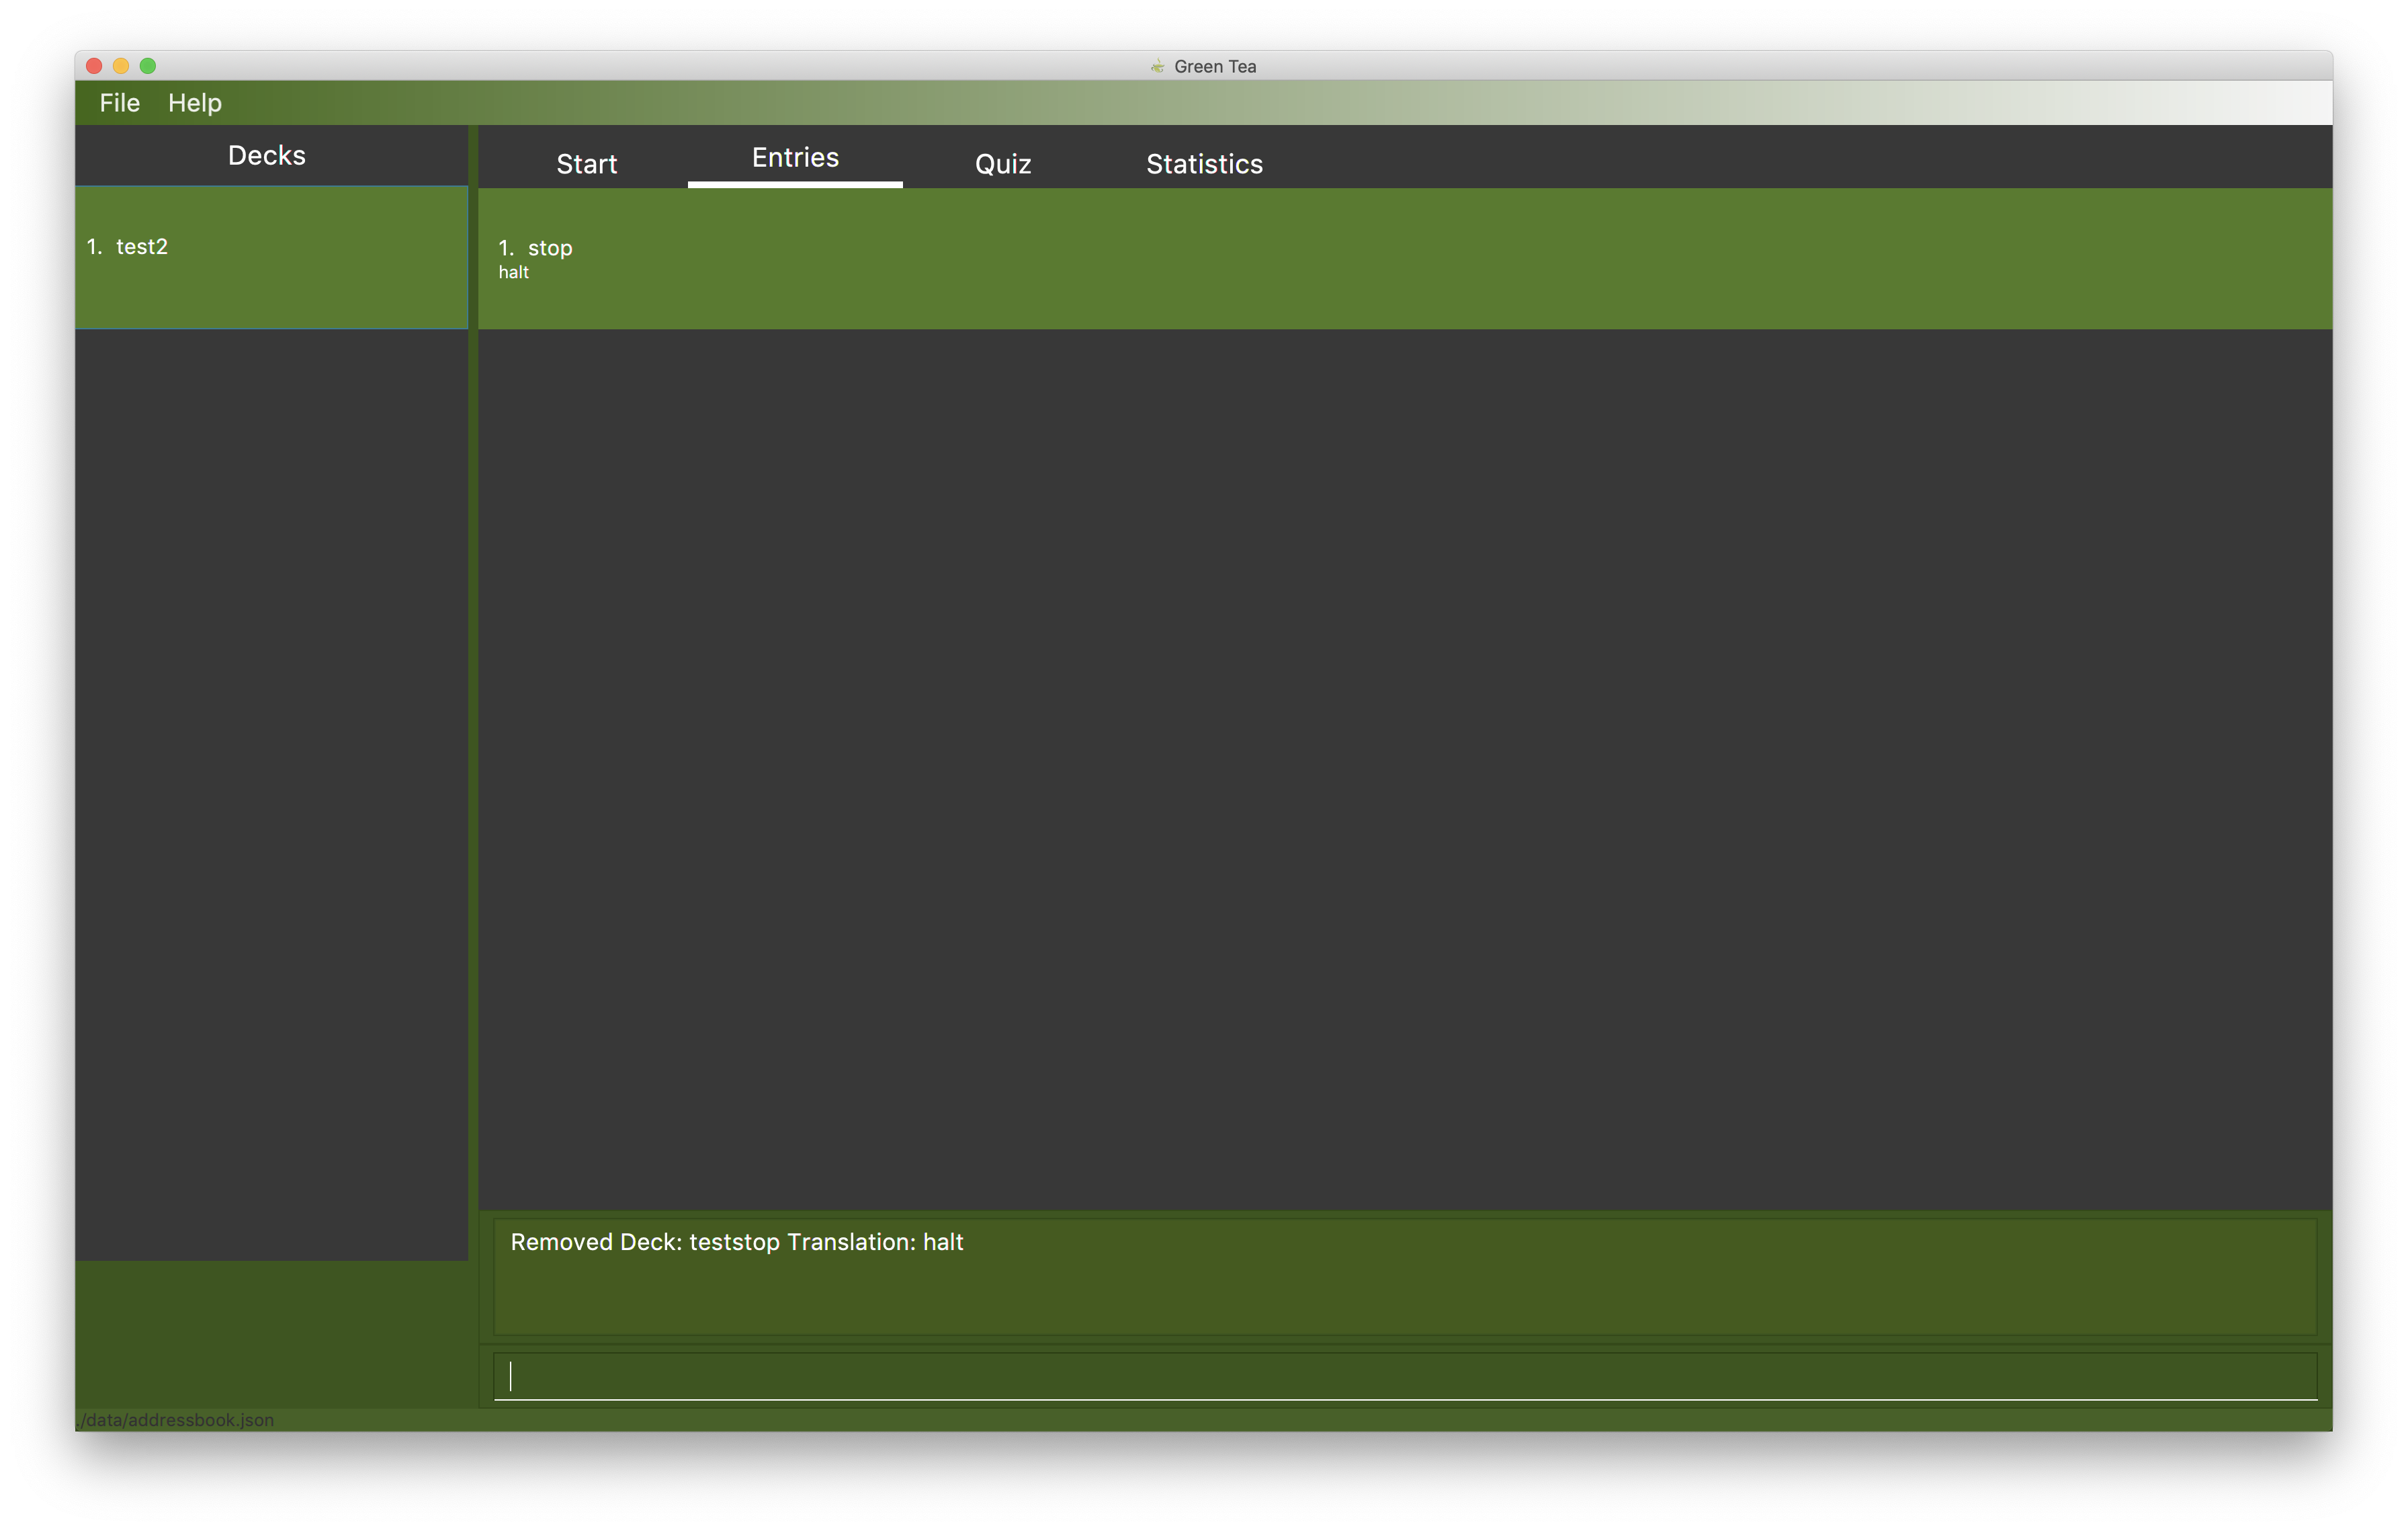 Green Tea
File Help
Decks
Start Entries Quiz Statistics
1. test2
1. stop
halt
Removed Deck: teststop Translation: halt
./data/addressbook.json